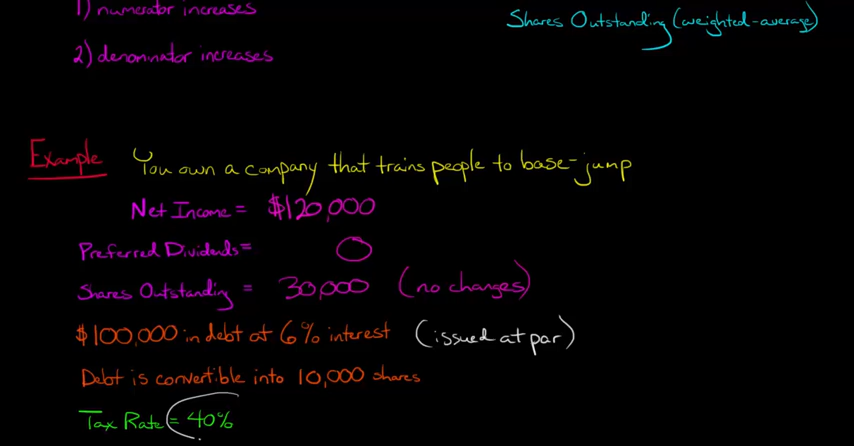 1) numerator increases
Shares Outstanding (weighted-average)
2) denominator increases
Example You own a company that trains people to base-jump
Net Income = $120,000
Preferred Dividends = 0
Shares Outstanding = 30,000 (no changes)
$100,000 in debt at 6% interest (issued at par)
Debt is convertible into 10,000 shares
Tax Rate = 40%